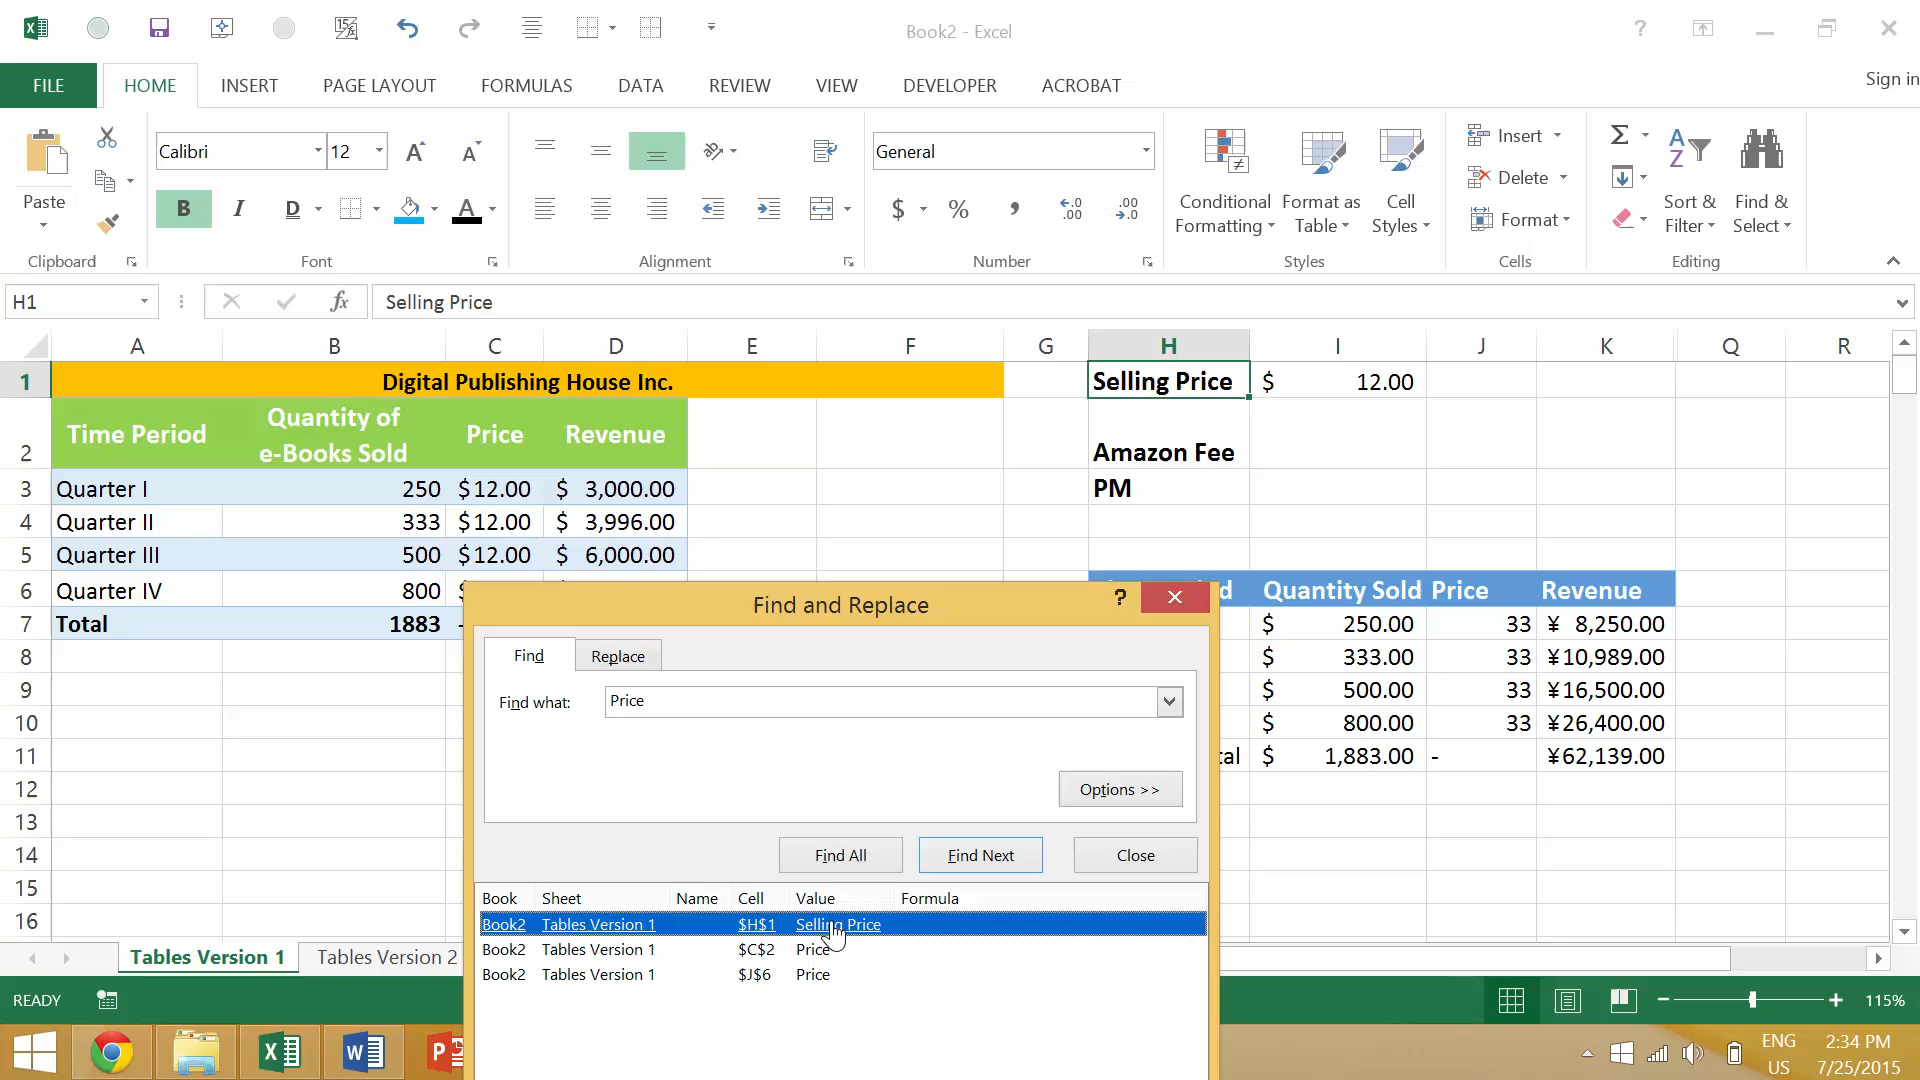 Book2 - Excel
FILE HOME INSERT PAGE LAYOUT FORMULAS DATA REVIEW VIEW DEVELOPER ACROBAT Sign in
Paste
Calibri 12
B I D A
General
$ % , ←.0 .00 .00 →.0
Conditional Formatting
Format as Table
Cell Styles
Insert
Delete
Format
Σ
Sort & Filter
Find & Select
Clipboard Font Alignment Number Styles Cells Editing
H1 fx Selling Price
A B C D E F G H I J K Q R
1 Digital Publishing House Inc. Selling Price $ 12.00
2 Time Period Quantity of e-Books Sold Price Revenue Amazon Fee
3 Quarter I 250 $12.00 $ 3,000.00 PM
4 Quarter II 333 $12.00 $ 3,996.00
5 Quarter III 500 $12.00 $ 6,000.00
6 Quarter IV 800 d Quantity Sold Price Revenue
7 Total 1883 - $ 250.00 33 ¥ 8,250.00
8 $ 333.00 33 ¥10,989.00
9 $ 500.00 33 ¥16,500.00
10 $ 800.00 33 ¥26,400.00
11 tal $ 1,883.00 - ¥62,139.00
12
13
14
15
16
Find and Replace ?
Find Replace
Find what: Price
Options >>
Find All Find Next Close
Book Sheet Name Cell Value Formula
Book2 Tables Version 1 $H$1 Selling Price
Book2 Tables Version 1 $C$2 Price
Book2 Tables Version 1 $J$6 Price
Tables Version 1 Tables Version 2
READY 115%
ENG US
2:34 PM
7/25/2015